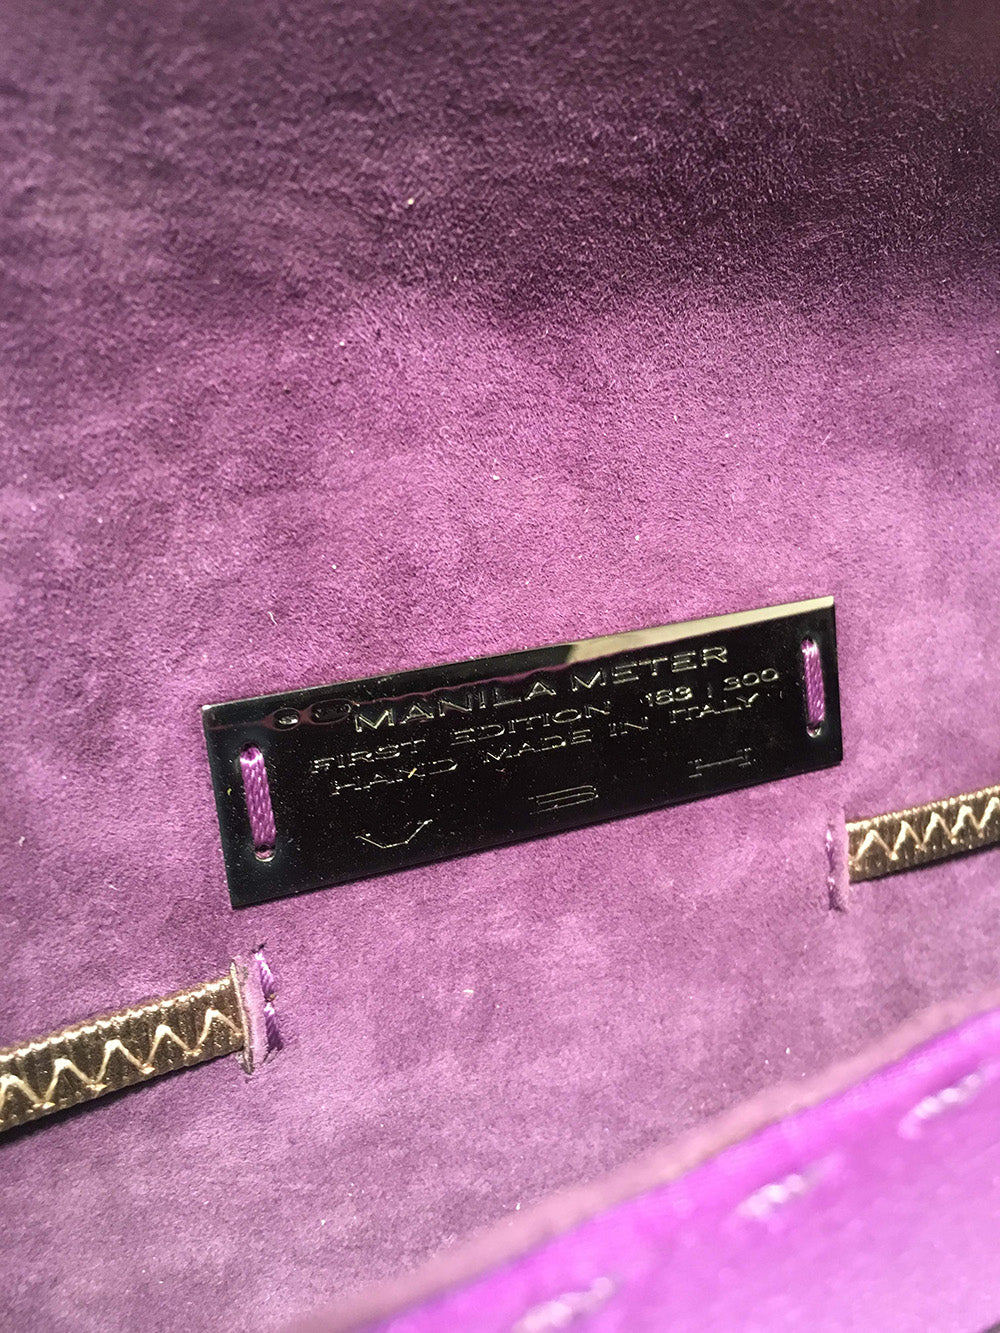 MANILA METER
FIRST EDITION 183 / 300
HAND MADE IN ITALY
V B H